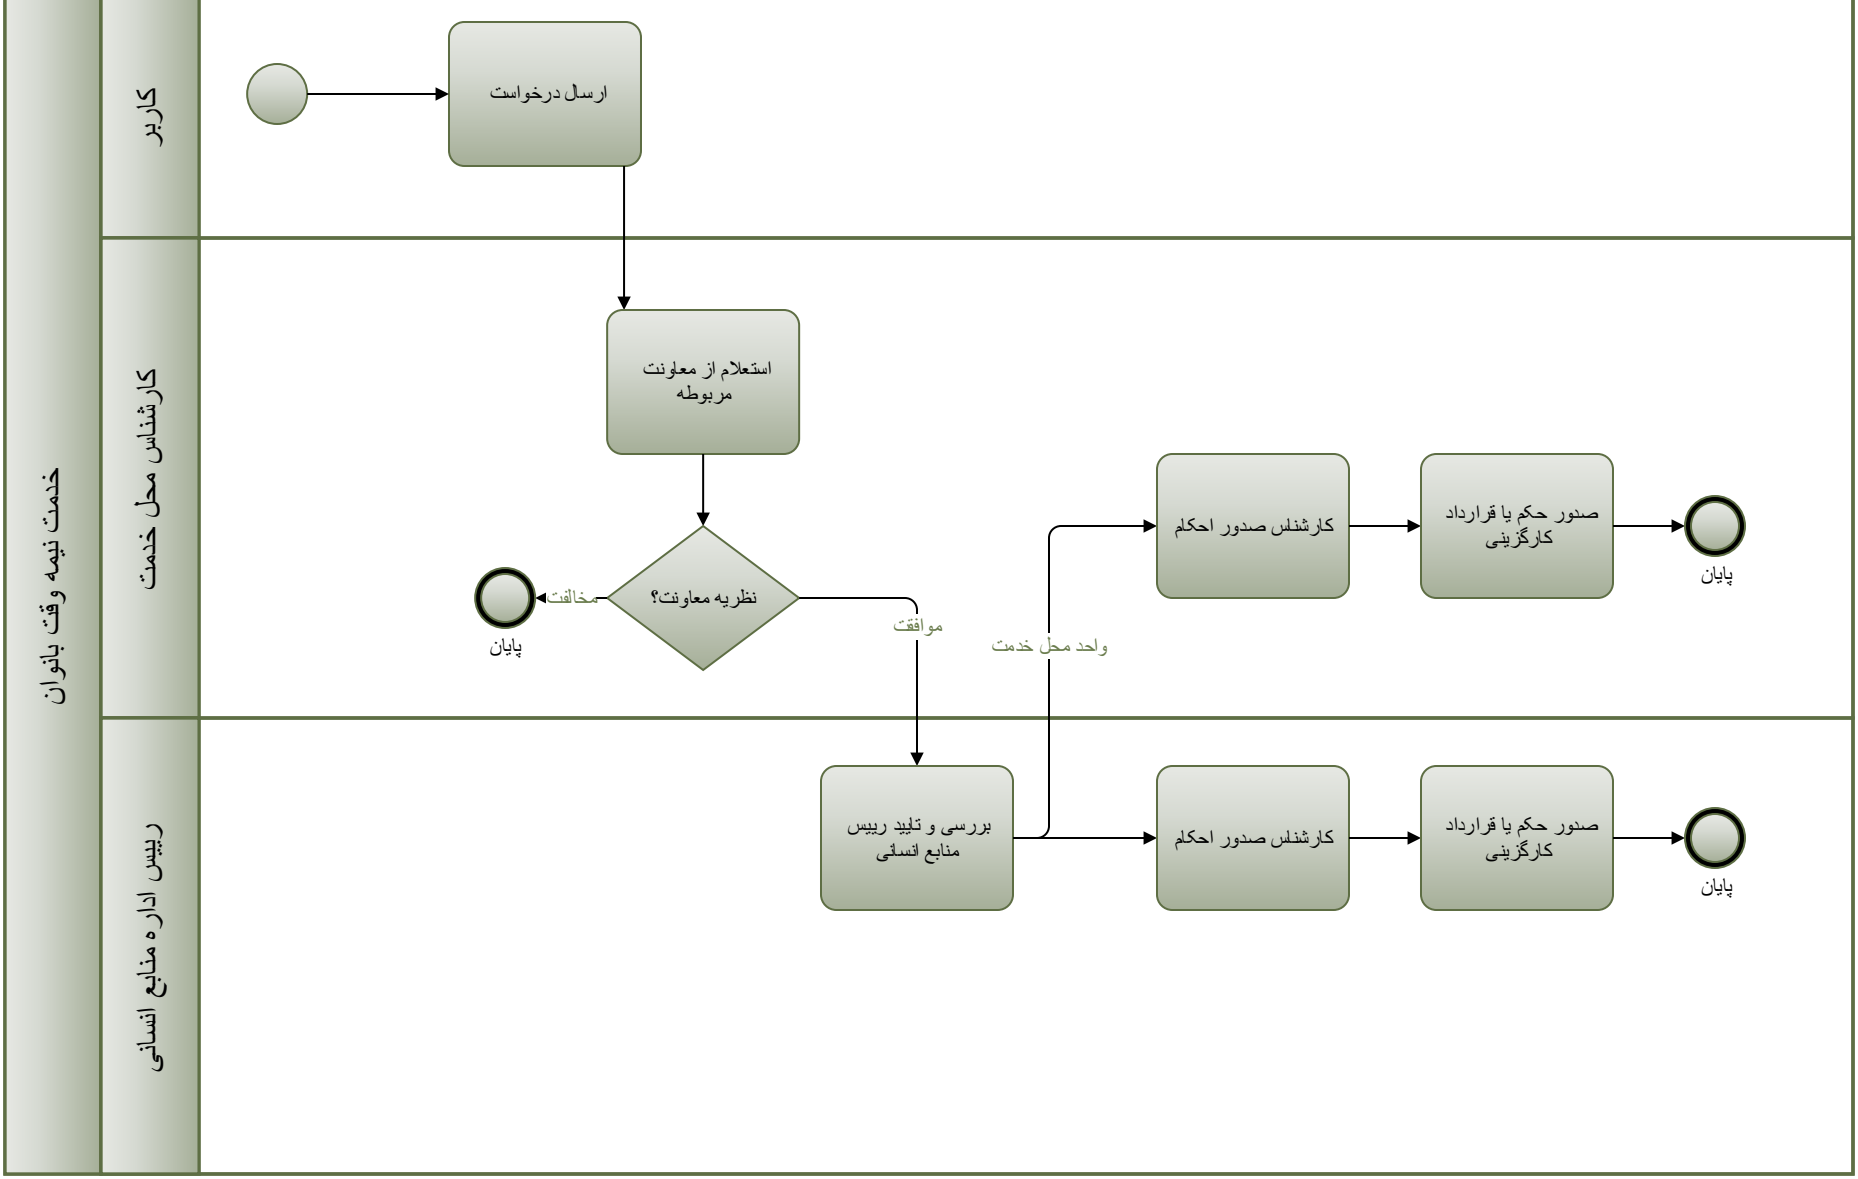 خدمت نیمه وقت بانوان
کاربر
ارسال درخواست
کارشناس محل خدمت
استعلام از معاونت
مربوطه
نظریه معاونت؟
مخالفت
پایان
موافقت
واحد محل خدمت
کارشناس صدور احکام
صدور حکم یا قرارداد
کارگزینی
پایان
رییس اداره منابع انسانی
بررسی و تایید رییس
منابع انسانی
کارشناس صدور احکام
صدور حکم یا قرارداد
کارگزینی
پایان